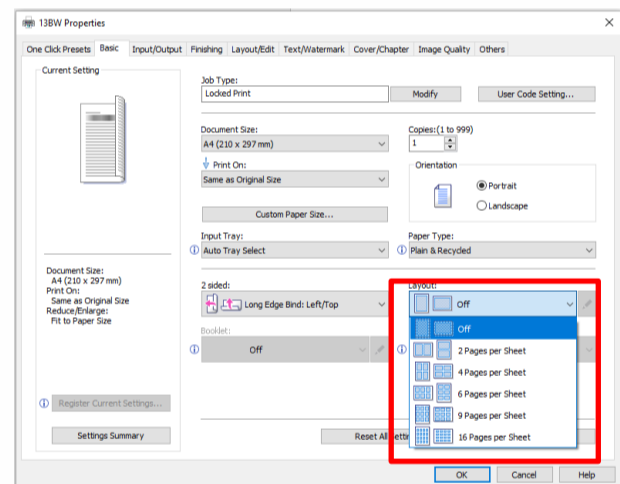 13BW Properties
One Click Presets Basic Input/Output Finishing Layout/Edit Text/Watermark Cover/Chapter Image Quality Others
Current Setting
Job Type:
Locked Print Modify User Code Setting...
Document Size: Copies:(1 to 999)
A4 (210 x 297 mm) 1
Print On: Orientation
Same as Original Size Portrait
Landscape
Custom Paper Size...
Input Tray: Paper Type:
Auto Tray Select Plain & Recycled
Document Size:
A4 (210 x 297 mm)
Print On:
Same as Original Size
Reduce/Enlarge:
Fit to Paper Size
2 sided: Layout:
Long Edge Bind: Left/Top Off
Booklet: Off
Off 2 Pages per Sheet
4 Pages per Sheet
6 Pages per Sheet
Register Current Settings... 9 Pages per Sheet
Settings Summary Reset All 16 Pages per Sheet
OK Cancel Help